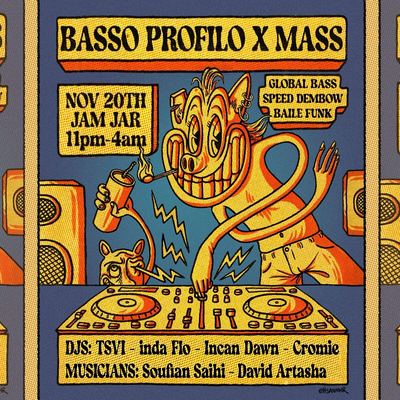 BASSO PROFILO X MASS
NOV 20TH
JAM JAR
11pm-4am
GLOBAL BASS
SPEED DEMBOW
BAILE FUNK
DJS: TSVI - inda Flo - Incan Dawn - Cromie
MUSICIANS: Soufian Saihi - David Artasha